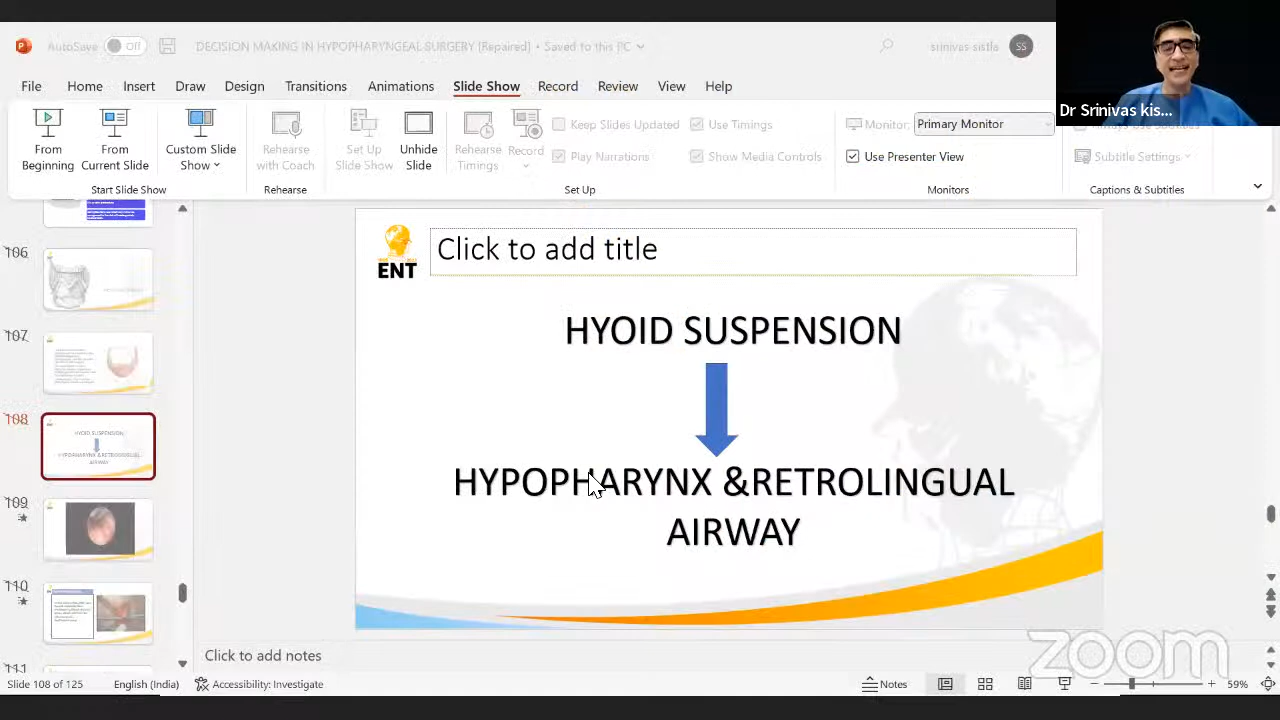 AutoSave Off
DECISION MAKING IN HYPOPHARYNGEAL SURGERY (Repaired) • Saved to this PC
srinivas sistla SS
Dr Srinivas kis...
File Home Insert Draw Design Transitions Animations Slide Show Record Review View Help
From Beginning
From Current Slide
Custom Slide Show
Rehearse with Coach
Set Up Slide Show
Unhide Slide
Rehearse Timings
Record
Keep Slides Updated
Play Narrations
Use Timings
Show Media Controls
Monitor: Primary Monitor
Use Presenter View
Subtitle Settings
Start Slide Show
Rehearse
Set Up
Monitors
Captions & Subtitles
106
107
108
HYOID SUSPENSION
HYPOPHARYNX & RETROLINGUAL
AIRWAY
109
110
111
ENT
Click to add title
HYOID SUSPENSION
HYPOPHARYNX &RETROLINGUAL
AIRWAY
zoom
Click to add notes
Slide 108 of 125 English (India) Accessibility: Investigate Notes 59%